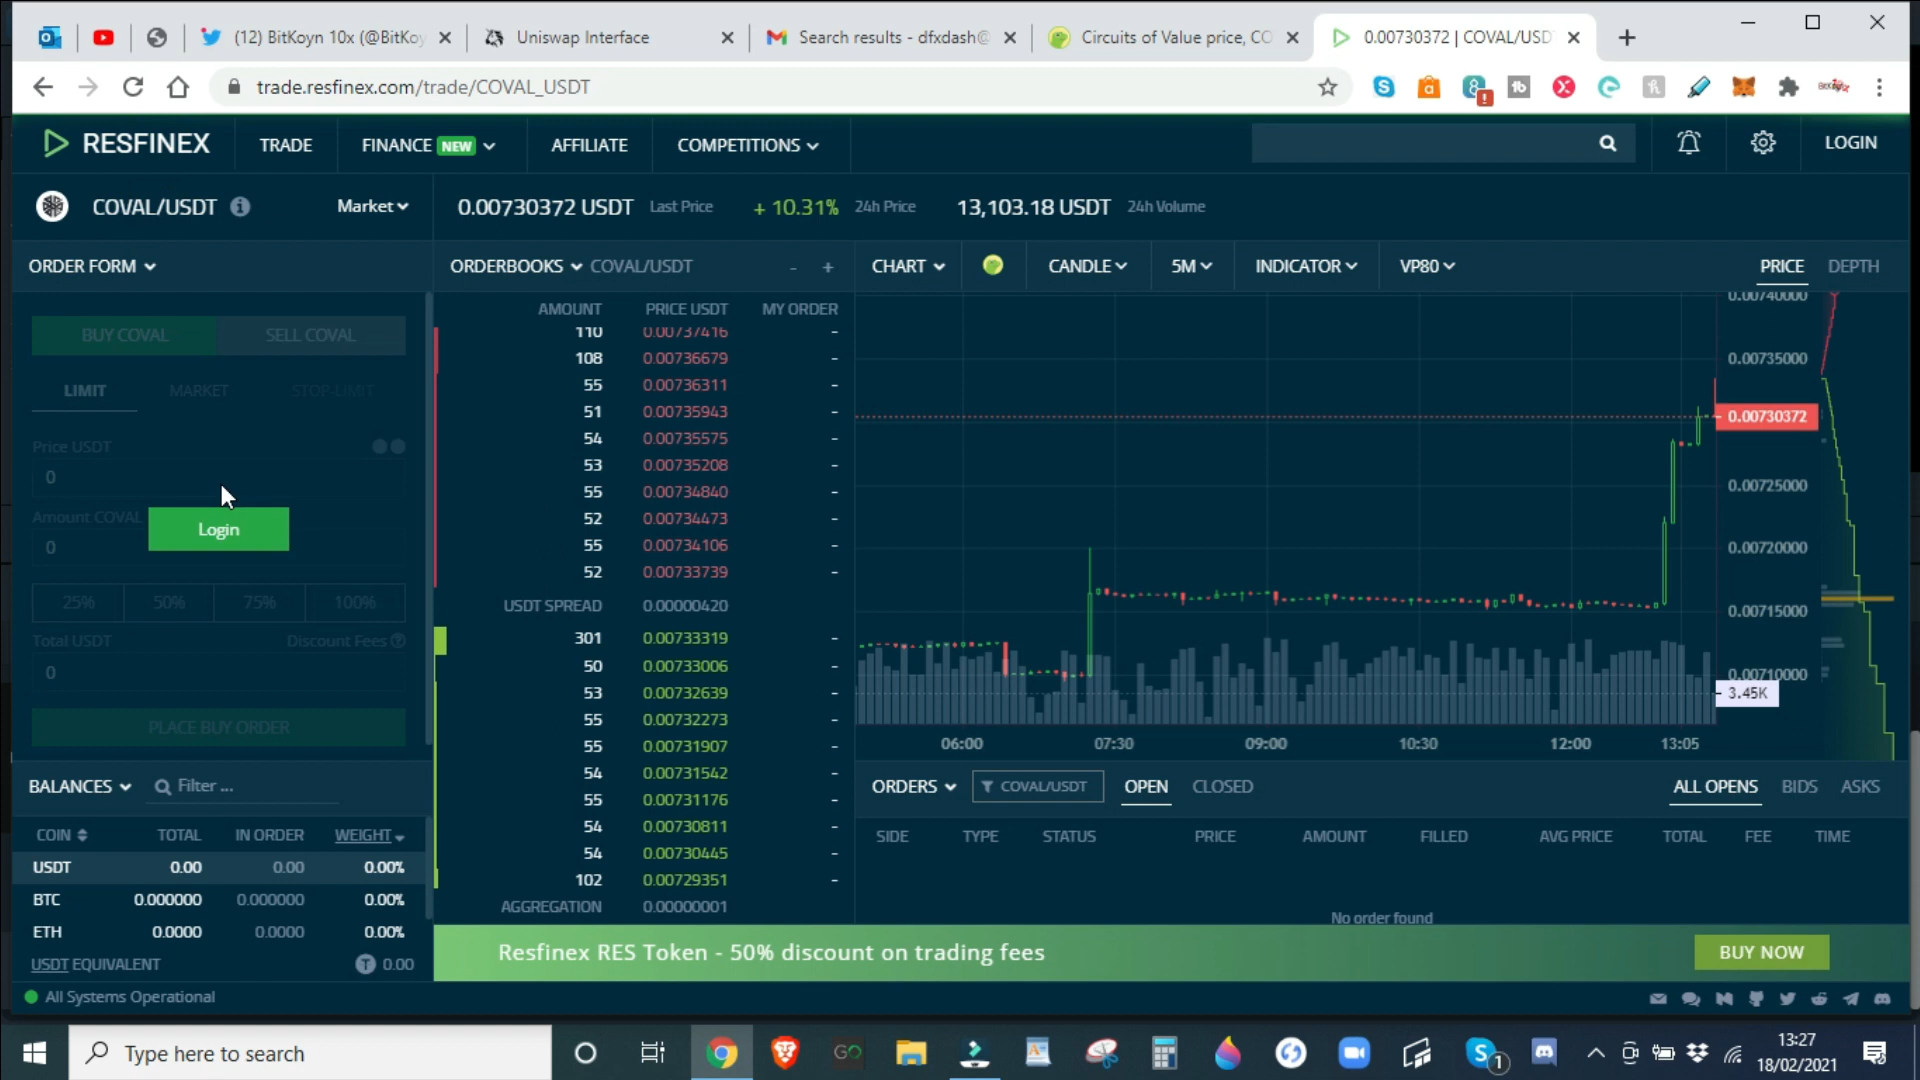 (12) BitKoyn 10x (@BitKoy
Uniswap Interface
Search results - dfxdash@
Circuits of Value price, CO
0.00730372 | COVAL/USD
trade.resfinex.com/trade/COVAL_USDT
RESFINEX
TRADE
FINANCE NEW
AFFILIATE
COMPETITIONS
LOGIN
COVAL/USDT
Market
0.00730372 USDT Last Price
+ 10.31% 24h Price
13,103.18 USDT 24h Volume
ORDER FORM
BUY COVAL
SELL COVAL
LIMIT
MARKET
STOP-LIMIT
Price USDT
0
Amount COVAL
0
Login
25%
50%
75%
100%
Total USDT
Discount Fees
0
PLACE BUY ORDER
ORDERBOOKS COVAL/USDT - +
AMOUNT PRICE USDT MY ORDER
110 0.00737416 -
108 0.00736679 -
55 0.00736311 -
51 0.00735943 -
54 0.00735575 -
53 0.00735208 -
55 0.00734840 -
52 0.00734473 -
55 0.00734106 -
52 0.00733739 -
USDT SPREAD 0.00000420
301 0.00733319 -
50 0.00733006 -
53 0.00732639 -
55 0.00732273 -
55 0.00731907 -
54 0.00731542 -
55 0.00731176 -
54 0.00730811 -
54 0.00730445 -
102 0.00729351 -
AGGREGATION 0.00000001
CHART
CANDLE
5M
INDICATOR
VP80
PRICE
DEPTH
0.00740000
0.00735000
0.00730372
0.00725000
0.00720000
0.00715000
0.00710000
3.45K
06:00 07:30 09:00 10:30 12:00 13:05
BALANCES
Filter ...
COIN TOTAL IN ORDER WEIGHT
USDT 0.00 0.00 0.00%
BTC 0.000000 0.000000 0.00%
ETH 0.0000 0.0000 0.00%
USDT EQUIVALENT T 0.00
ORDERS
COVAL/USDT
OPEN
CLOSED
ALL OPENS
BIDS
ASKS
SIDE TYPE STATUS PRICE AMOUNT FILLED AVG PRICE TOTAL FEE TIME
No order found
Resfinex RES Token - 50% discount on trading fees
BUY NOW
All Systems Operational
Type here to search
GO
1
13:27
18/02/2021